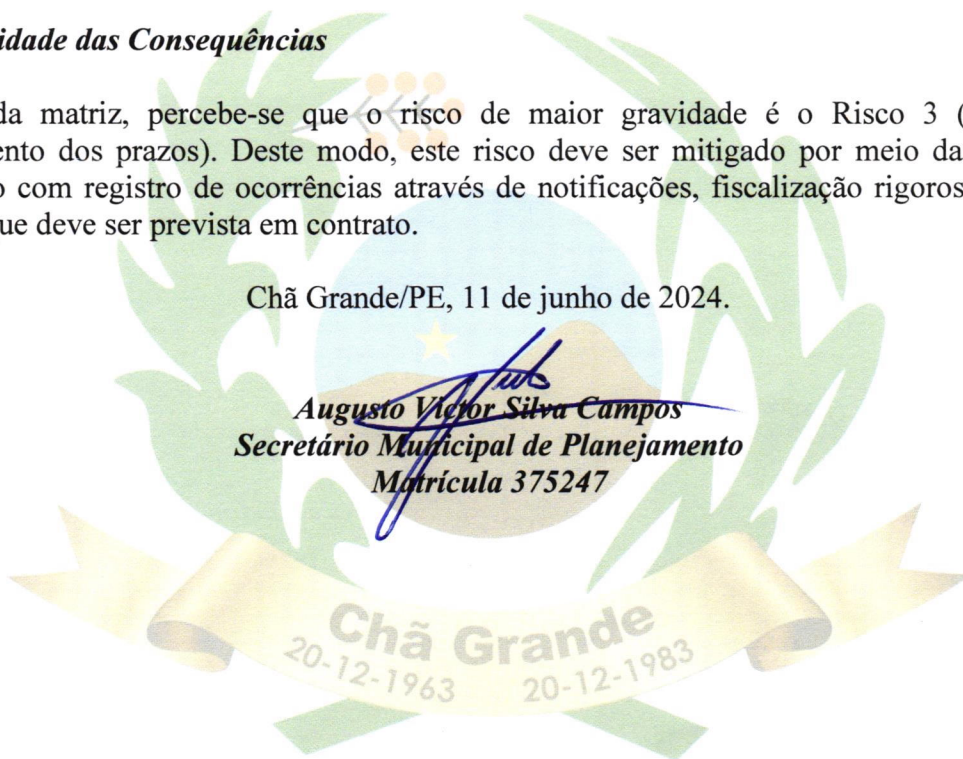 idade das Consequências
da matriz, percebe-se que o risco de maior gravidade é o Risco 3 (
ento dos prazos). Deste modo, este risco deve ser mitigado por meio da
o com registro de ocorrências através de notificações, fiscalização rigoros
ue deve ser prevista em contrato.
Chã Grande/PE, 11 de junho de 2024.
Augusto Victor Silva Campos
Secretário Municipal de Planejamento
Matrícula 375247
Chã Grande
20-12-1963 20-12-1983